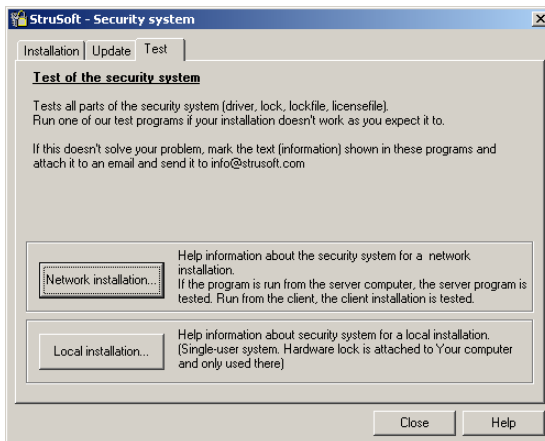 StruSoft - Security system
Installation Update Test
Test of the security system
Tests all parts of the security system (driver, lock, lockfile, licensefile).
Run one of our test programs if your installation doesn't work as you expect it to.
If this doesn't solve your problem, mark the text (information) shown in these programs and
attach it to an email and send it to info@strusoft.com
Network installation...
Help information about the security system for a network
installation.
If the program is run from the server computer, the server program is
tested. Run from the client, the client installation is tested.
Local installation...
Help information about security system for a local installation.
(Single-user system. Hardware lock is attached to Your computer
and only used there)
Close Help